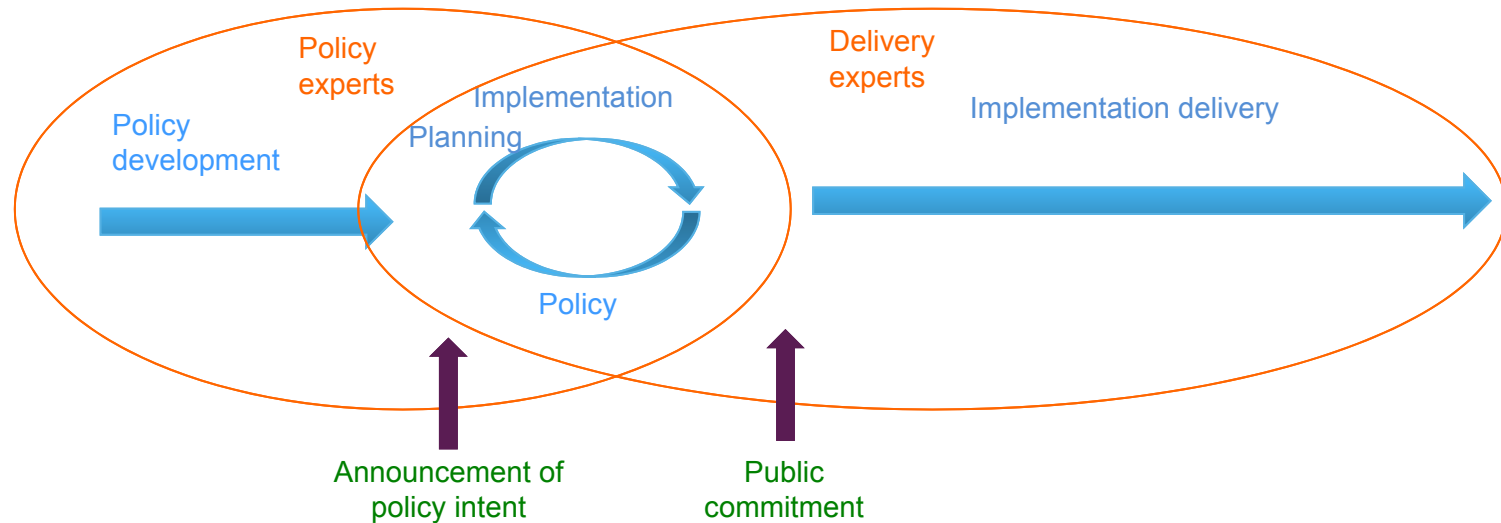 Policy
experts
Delivery
experts
Implementation
Planning
Implementation delivery
Policy
development
Policy
Announcement of
policy intent
Public
commitment